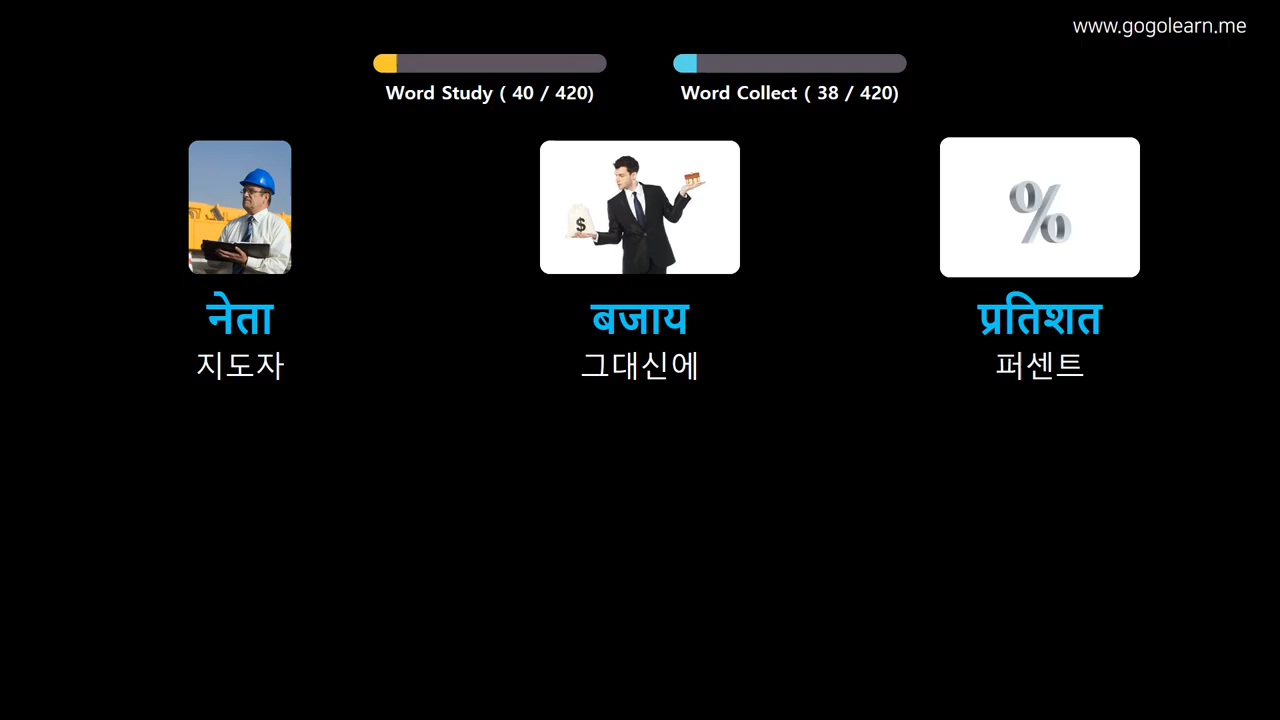 www.gogolearn.me
Word Study ( 40 / 420)
Word Collect ( 38 / 420)
$
%
नेता
बजाय
प्रतिशत
지도자
그대신에
퍼센트